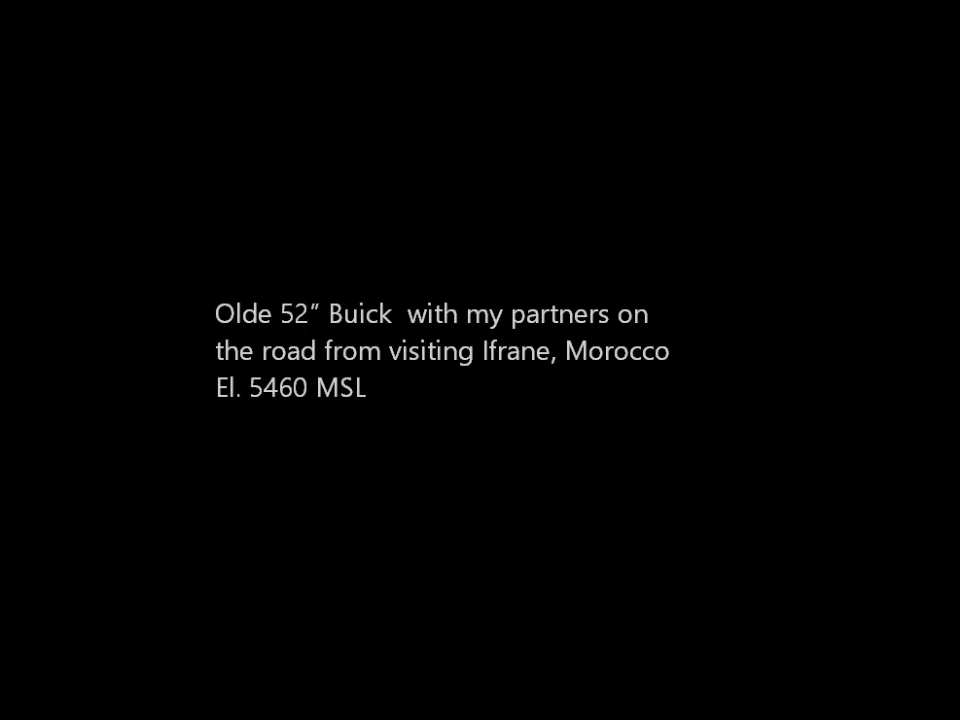 Olde 52” Buick  with my partners on
the road from visiting Ifrane, Morocco
El. 5460 MSL